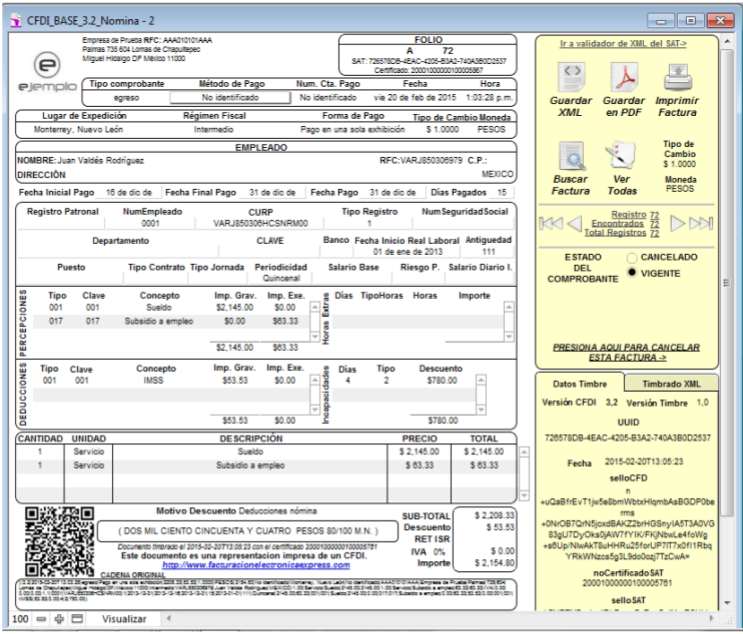 CFDI_BASE_3.2_Nomina - 2
Empresa de Prueba RFC: AAA010101AAA
Palmas 735 604 Lomas de Chapultepec
Miguel Hidalgo DF México 11000
FOLIO
A 72
SAT: 726578DB-4EAC-4205-B3A2-740A3B0D2537
Certificado: 20001000000100005867
e
ejemplo
Tipo comprobante Método de Pago Num. Cta. Pago Fecha Hora
egreso No identificado No identificado vie 20 de feb de 2015 1:03:28 p.m.
Lugar de Expedición Régimen Fiscal Forma de Pago Tipo de Cambio Moneda
Monterrey, Nuevo León Intermedio Pago en una sola exhibición $ 1.0000 PESOS
EMPLEADO
NOMBRE: Juan Valdés Rodríguez RFC:VARJ850306979 C.P.:
DIRECCIÓN MEXICO
Fecha Inicial Pago 16 de dic de Fecha Final Pago 31 de dic de Fecha Pago 31 de dic de Días Pagados 15
Registro Patronal NumEmpleado CURP Tipo Registro NumSeguridadSocial
0001 VARJ850306HCSNRM00 1
Departamento CLAVE Banco Fecha Inicio Real Laboral Antiguedad
01 de ene de 2013 111
Puesto Tipo Contrato Tipo Jornada Periodicidad Salario Base Riesgo P. Salario Diario I.
Quincenal
PERCEPCIONES
Tipo Clave Concepto Imp. Grav. Imp. Exe.
001 001 Sueldo $2,145.00 $0.00
017 017 Subsidio a empleo $0.00 $63.33
$2,145.00 $63.33
Horas Extras
Días TipoHoras Horas Importe
DEDUCCIONES
Tipo Clave Concepto Imp. Grav. Imp. Exe.
001 001 IMSS $53.53 $0.00
$53.53 $0.00
Incapacidades
Días Tipo Descuento
4 2 $780.00
$780.00
CANTIDAD UNIDAD DESCRIPCIÓN PRECIO TOTAL
1 Servicio Sueldo $ 2,145.00 $ 2,145.00
1 Servicio Subsidio a empleo $ 63.33 $ 63.33
Motivo Descuento Deducciones nómina
( DOS MIL CIENTO CINCUENTA Y CUATRO PESOS 80/100 M.N. )
Documento timbrado el 2015-02-20T13:05:23 con el certificado 20001000000100005761
Este documento es una representacion impresa de un CFDI.
http://www.facturacionelectronicaexpress.com
CADENA ORIGINAL
SUB-TOTAL $ 2,208.33
Descuento $ 53.53
RET ISR
IVA 0% $ 0.00
Importe $ 2,154.80
100
Visualizar
Ir a validador de XML del SAT->
Guardar XML
Guardar en PDF
Imprimir Factura
Buscar Factura
Ver Todas
Tipo de Cambio
$ 1.0000
Moneda
PESOS
Registro 72
Encontrados 72
Total Registros 72
ESTADO DEL COMPROBANTE
CANCELADO
VIGENTE
PRESIONA AQUI PARA CANCELAR
ESTA FACTURA ->
Datos Timbre Timbrado XML
Versión CFDI 3,2 Versión Timbre 1,0
UUID
726578DB-4EAC-4205-B3A2-740A3B0D2537
Fecha 2015-02-20T13:05:23
selloCFD
noCertificadoSAT
20001000000100005761
selloSAT